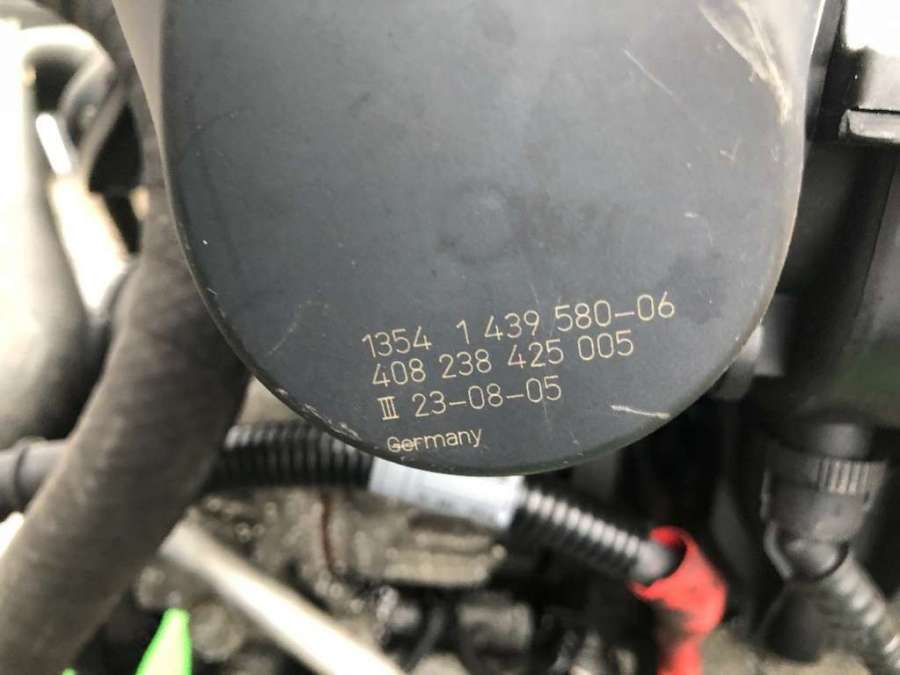 1354 1 439 580-06
408 238 425 005
III 23-08-05
Germany